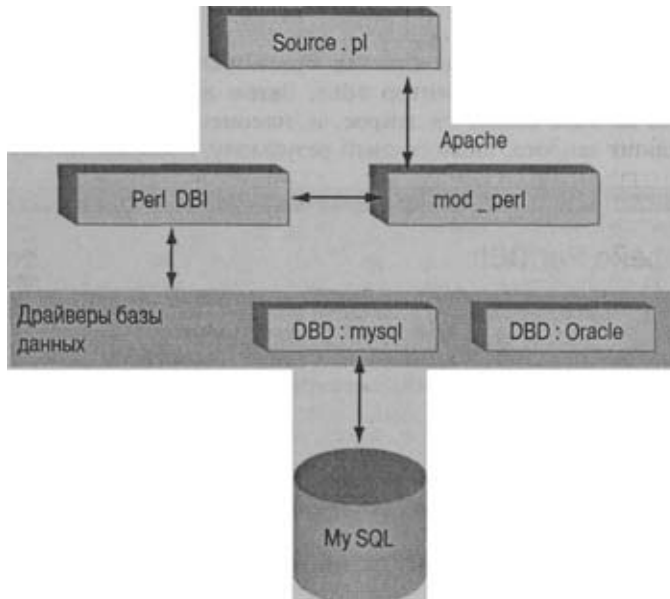 Source . pl
Apache
Perl DBI
mod _ perl
Драйверы базы
данных
DBD : mysql
DBD : Oracle
My SQL